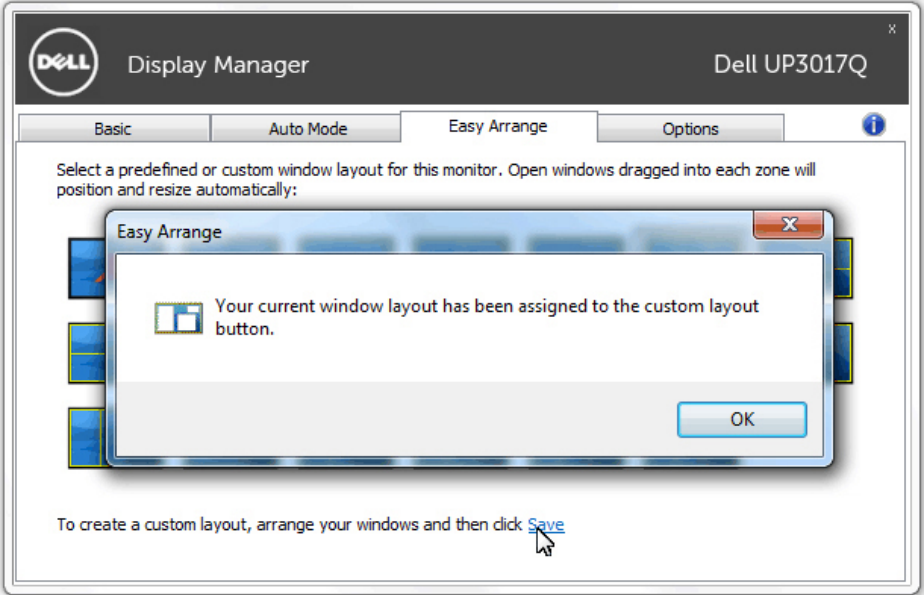 DELL
Display Manager
Dell UP3017Q
x
Basic
Auto Mode
Easy Arrange
Options
i
Select a predefined or custom window layout for this monitor. Open windows dragged into each zone will
position and resize automatically:
Easy Arrange
x
Your current window layout has been assigned to the custom layout
button.
OK
To create a custom layout, arrange your windows and then click Save